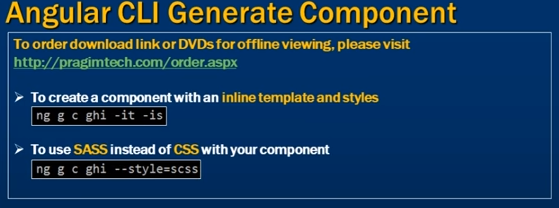 Angular CLI Generate Component
To order download link or DVDs for offline viewing, please visit
http://pragimtech.com/order.aspx
➢ To create a component with an inline template and styles
ng g c ghi -it -is
➢ To use SASS instead of CSS with your component
ng g c ghi --style=scss